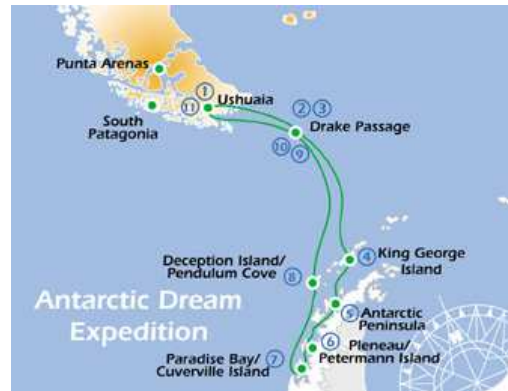 Punta Arenas
1
11
Ushuaia
South
Patagonia
2 3
Drake Passage
10 9
4
King George
Island
Deception Island/
Pendulum Cove
8
Antarctic Dream
Expedition
5
Antarctic
Peninsula
6
Pleneau/
Petermann Island
Paradise Bay/
Cuverville Island
7